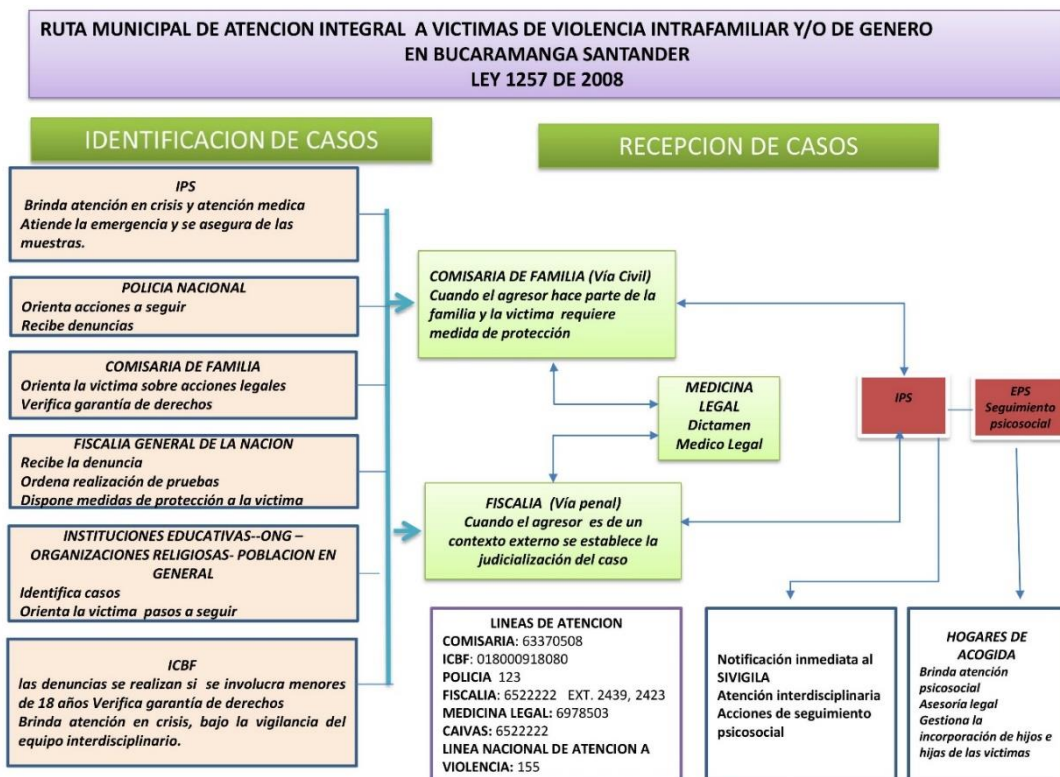 RUTA MUNICIPAL DE ATENCION INTEGRAL A VICTIMAS DE VIOLENCIA INTRAFAMILIAR Y/O DE GENERO
EN BUCARAMANGA SANTANDER
LEY 1257 DE 2008
IDENTIFICACION DE CASOS
IPS
Brinda atención en crisis y atención medica
Atiende la emergencia y se asegura de las
muestras.
POLICIA NACIONAL
Orienta acciones a seguir
Recibe denuncias
COMISARIA DE FAMILIA
Orienta la victima sobre acciones legales
Verifica garantía de derechos
FISCALIA GENERAL DE LA NACION
Recibe la denuncia
Ordena realización de pruebas
Dispone medidas de protección a la victima
INSTITUCIONES EDUCATIVAS--ONG –
ORGANIZACIONES RELIGIOSAS- POBLACION EN
GENERAL
Identifica casos
Orienta la victima pasos a seguir
ICBF
las denuncias se realizan si se involucra menores
de 18 años Verifica garantía de derechos
Brinda atención en crisis, bajo la vigilancia del
equipo interdisciplinario.
RECEPCION DE CASOS
COMISARIA DE FAMILIA (Vía Civil)
Cuando el agresor hace parte de la
familia y la victima requiere
medida de protección
MEDICINA
LEGAL
Dictamen
Medico Legal
FISCALIA (Vía penal)
Cuando el agresor es de un
contexto externo se establece la
judicialización del caso
IPS
EPS
Seguimiento
psicosocial
LINEAS DE ATENCION
COMISARIA: 63370508
ICBF: 018000918080
POLICIA 123
FISCALIA: 6522222 EXT. 2439, 2423
MEDICINA LEGAL: 6978503
CAIVAS: 6522222
LINEA NACIONAL DE ATENCION A
VIOLENCIA: 155
Notificación inmediata al
SIVIGILA
Atención interdisciplinaria
Acciones de seguimiento
psicosocial
HOGARES DE
ACOGIDA
Brinda atención
psicosocial
Asesoría legal
Gestiona la
incorporación de hijos e
hijas de las victimas